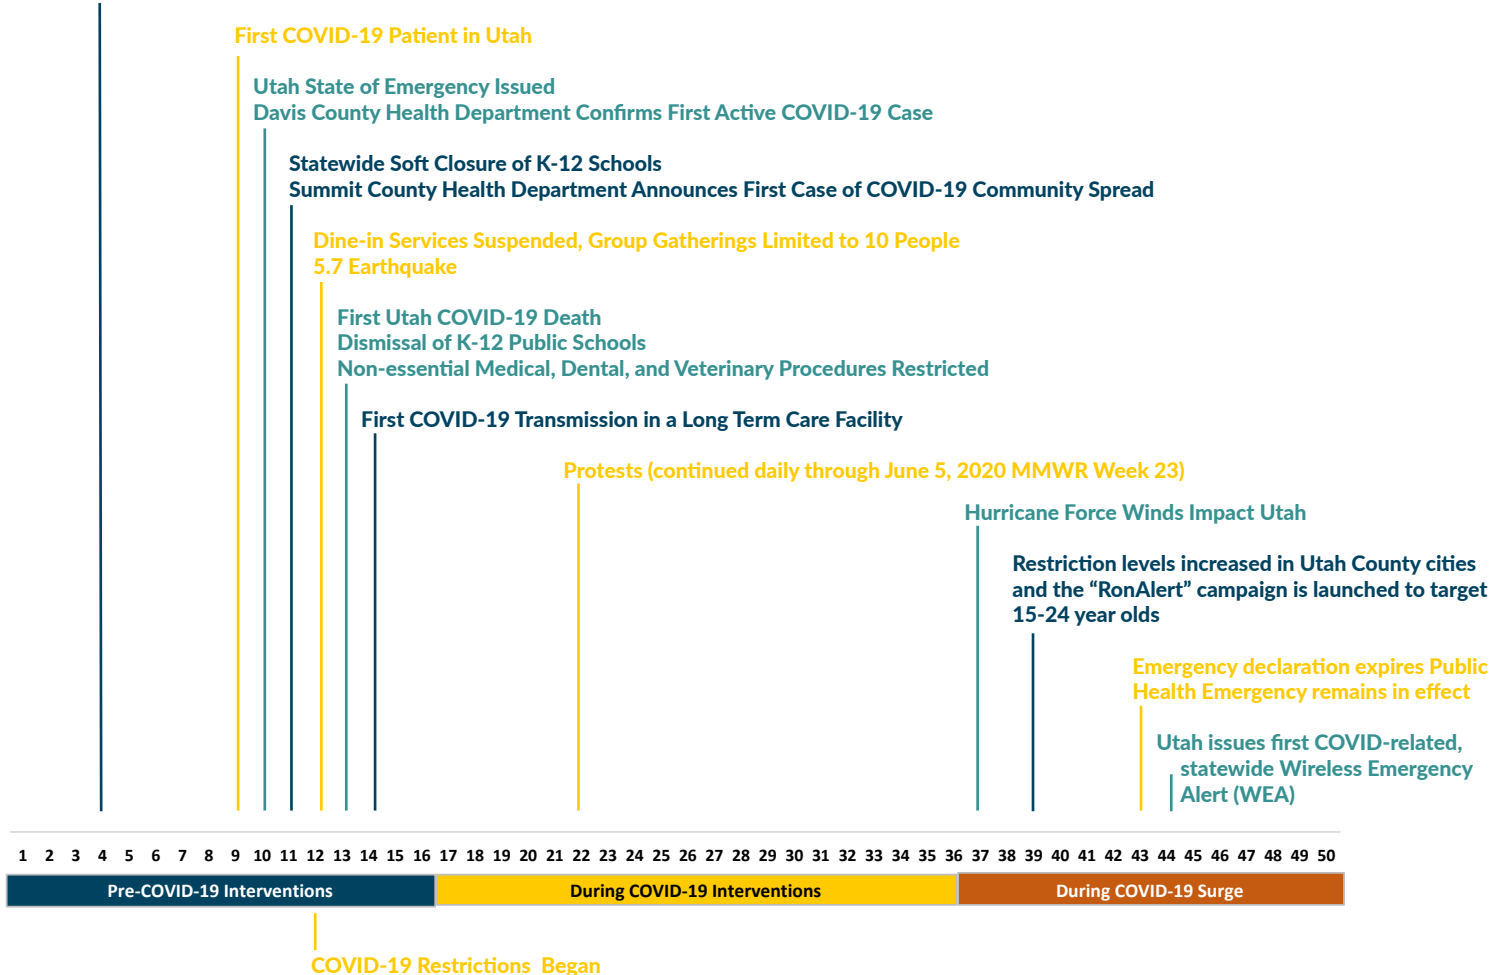 First COVID-19 Patient in Utah
Utah State of Emergency Issued
Davis County Health Department Confirms First Active COVID-19 Case
Statewide Soft Closure of K-12 Schools
Summit County Health Department Announces First Case of COVID-19 Community Spread
Dine-in Services Suspended, Group Gatherings Limited to 10 People
5.7 Earthquake
First Utah COVID-19 Death
Dismissal of K-12 Public Schools
Non-essential Medical, Dental, and Veterinary Procedures Restricted
First COVID-19 Transmission in a Long Term Care Facility
Protests (continued daily through June 5, 2020 MMWR Week 23)
Hurricane Force Winds Impact Utah
Restriction levels increased in Utah County cities
and the “RonAlert” campaign is launched to target
15-24 year olds
Emergency declaration expires Public
Health Emergency remains in effect
Utah issues first COVID-related,
statewide Wireless Emergency
Alert (WEA)
1 2 3 4 5 6 7 8 9 10 11 12 13 14 15 16 17 18 19 20 21 22 23 24 25 26 27 28 29 30 31 32 33 34 35 36 37 38 39 40 41 42 43 44 45 46 47 48 49 50
Pre-COVID-19 Interventions During COVID-19 Interventions During COVID-19 Surge
COVID-19 Restrictions Began